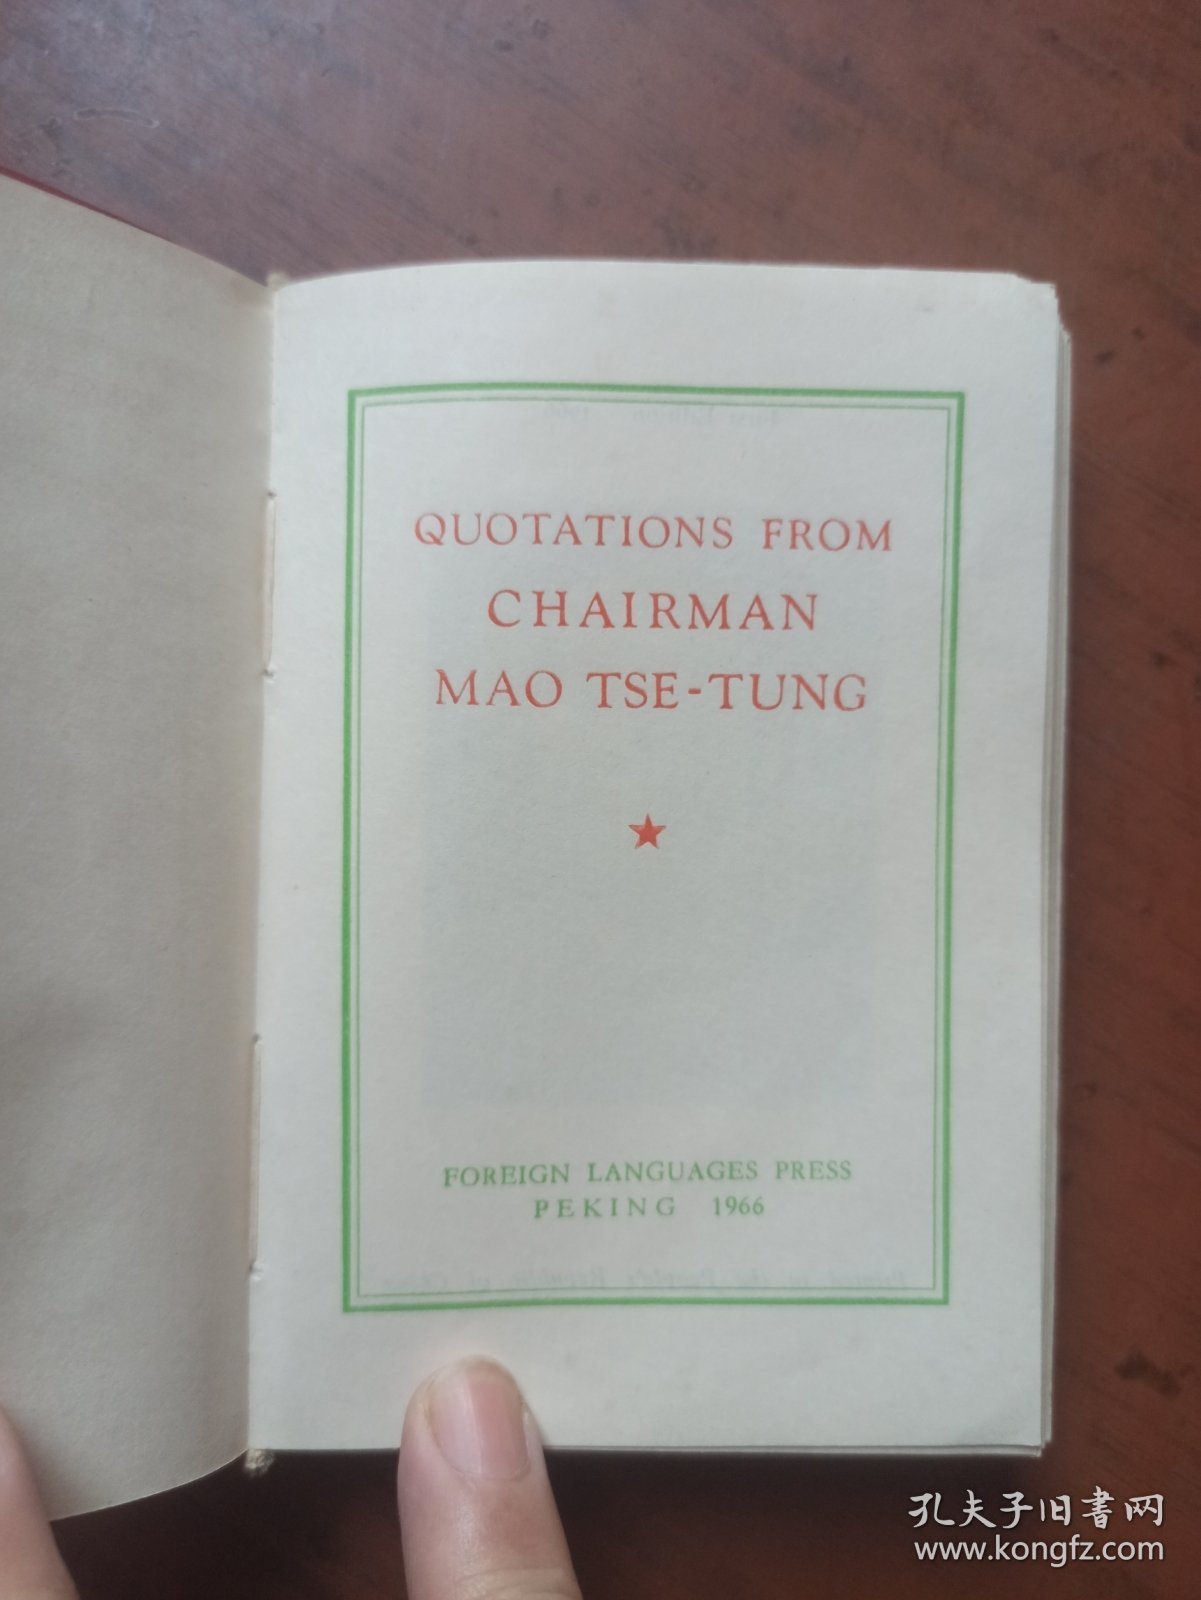 QUOTATIONS FROM
CHAIRMAN
MAO TSE-TUNG
FOREIGN LANGUAGES PRESS
PEKING 1966
孔夫子旧书网
www.kongfz.com